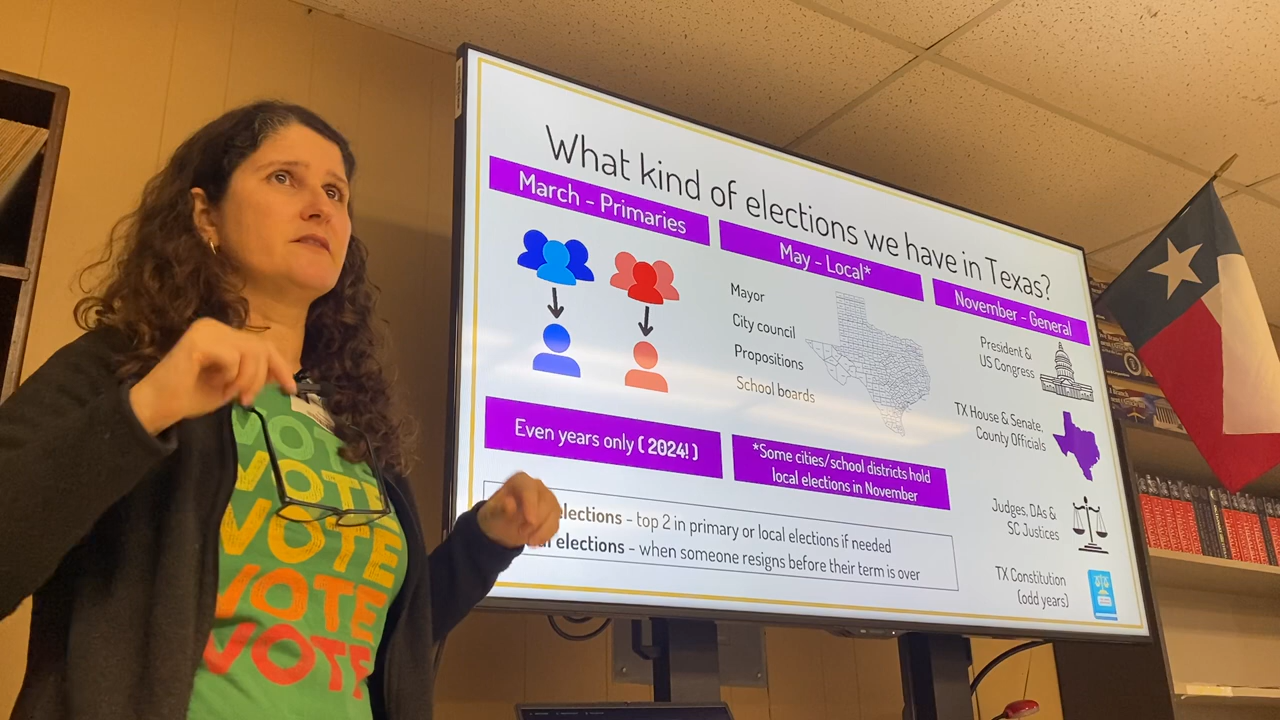 What kind of elections we have in Texas?
March - Primaries
May - Local*
November - General
Mayor
City council
Propositions
School boards
President &
US Congress
TX House & Senate,
County Officials
Judges, DAs &
SC Justices
TX Constitution
(odd years)
Even years only ( 2024! )
*Some cities/school districts hold
local elections in November
elections - top 2 in primary or local elections if needed
elections - when someone resigns before their term is over
VOTE
VOTE
VOTE
VOTE
VOTE